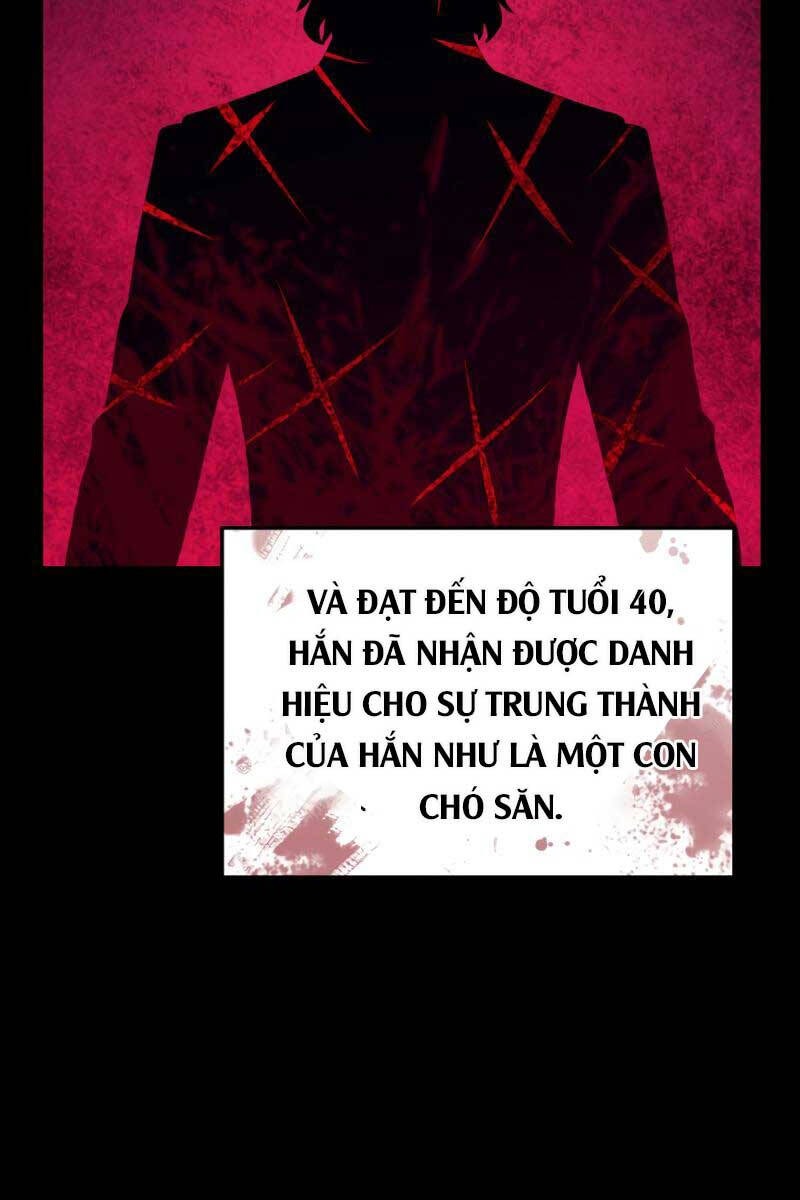 VÀ ĐẠT ĐẾN ĐỘ TUỔI 40,
HẮN ĐÃ NHẬN ĐƯỢC DANH
HIỆU CHO SỰ TRUNG THÀNH
CỦA HẮN NHƯ LÀ MỘT CON
CHÓ SĂN.